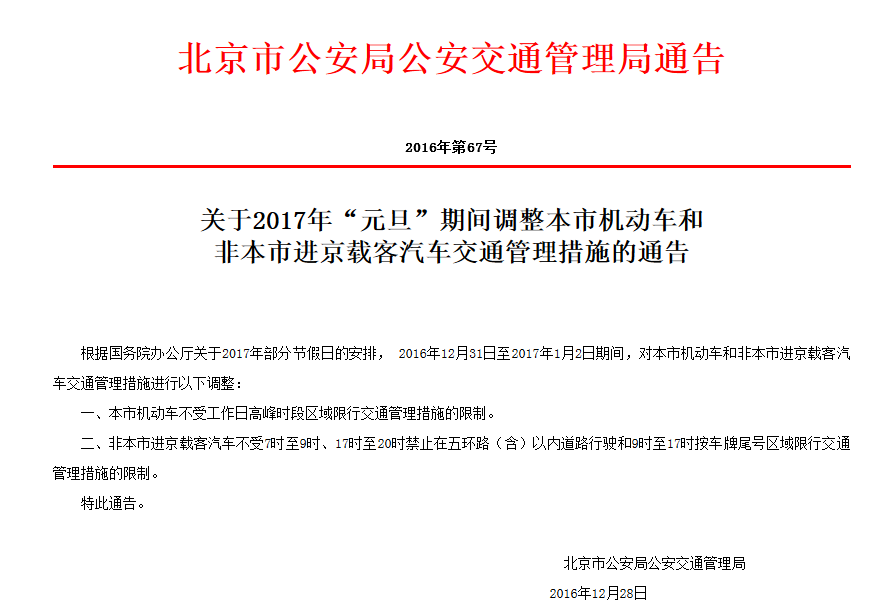 北京市公安局公安交通管理局通告
2016年第67号
关于2017年“元旦”期间调整本市机动车和
非本市进京载客汽车交通管理措施的通告
根据国务院办公厅关于2017年部分节假日的安排， 2016年12月31日至2017年1月2日期间，对本市机动车和非本市进京载客汽
车交通管理措施进行以下调整：
一、本市机动车不受工作日高峰时段区域限行交通管理措施的限制。
二、非本市进京载客汽车不受7时至9时、17时至20时禁止在五环路（含）以内道路行驶和9时至17时按车牌尾号区域限行交通
管理措施的限制。
特此通告。
北京市公安局公安交通管理局
2016年12月28日